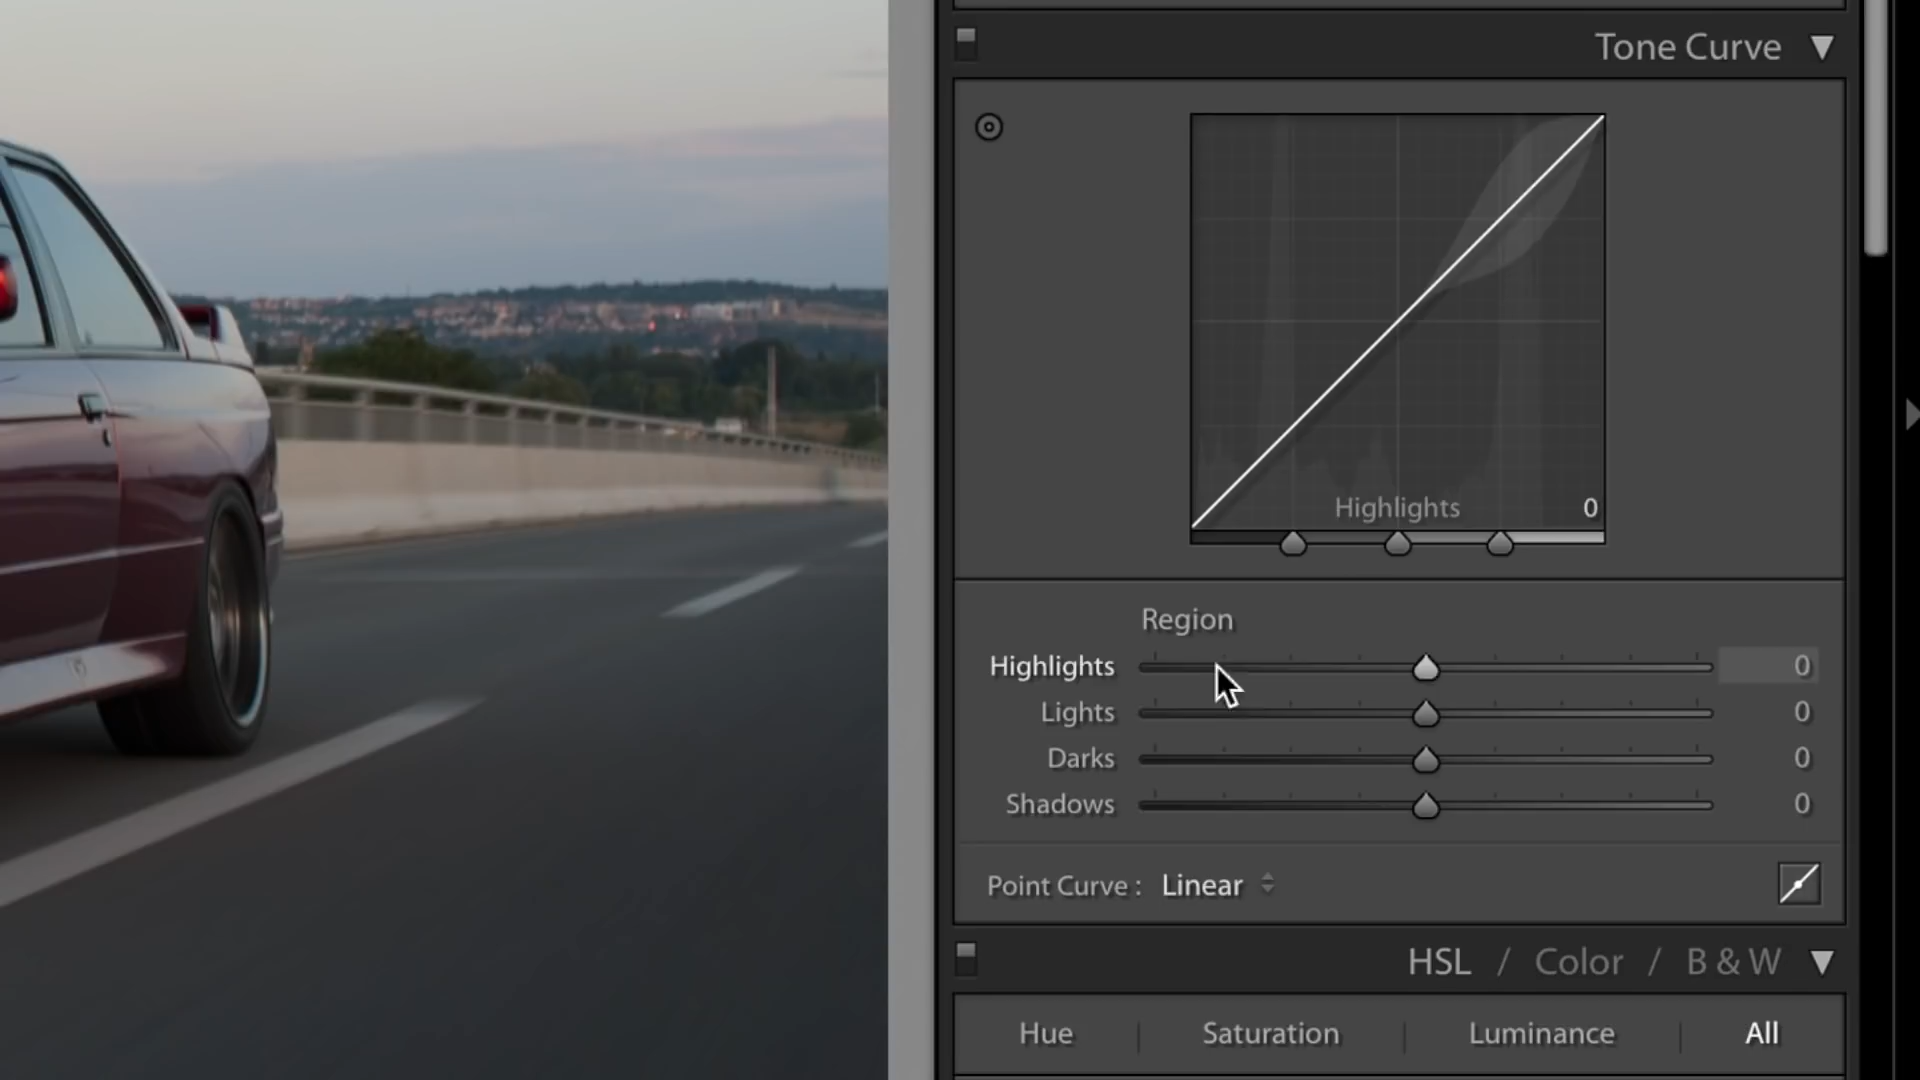 Tone Curve
Highlights 0
Region
Highlights 0
Lights 0
Darks 0
Shadows 0
Point Curve : Linear
HSL / Color / B & W
Hue Saturation Luminance All